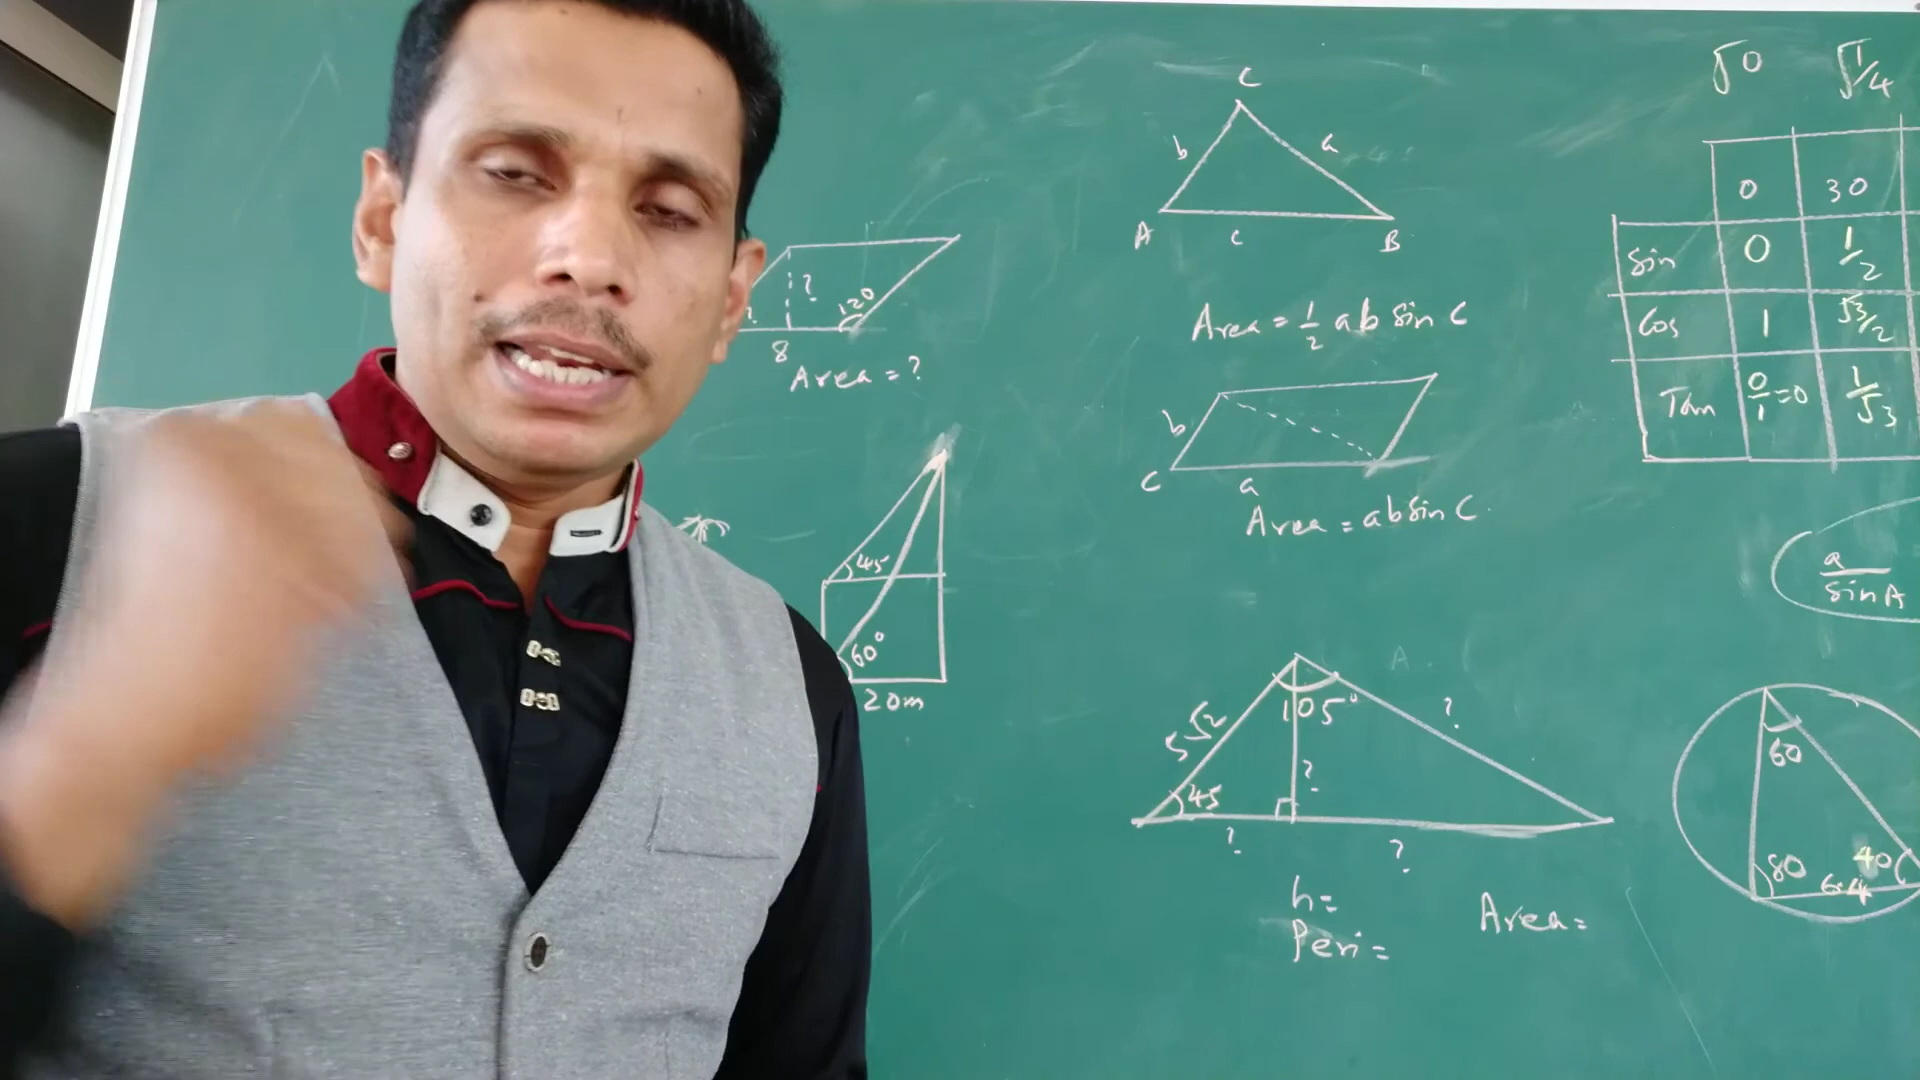 ?
?
120
8
Area = ?
45
60°
20m
C
b
a
A
c
B
Area = 1/2 ab sin C
b
C
a
Area = ab sin C
√0
√1/4
0
30
Sin
0
1/2
Cos
1
√3/2
Tan
0/1=0
1/√3
a/sin A
A
5√2
105°
?
?
45
?
?
h=
Peri =
Area=
60
80
6.4
40